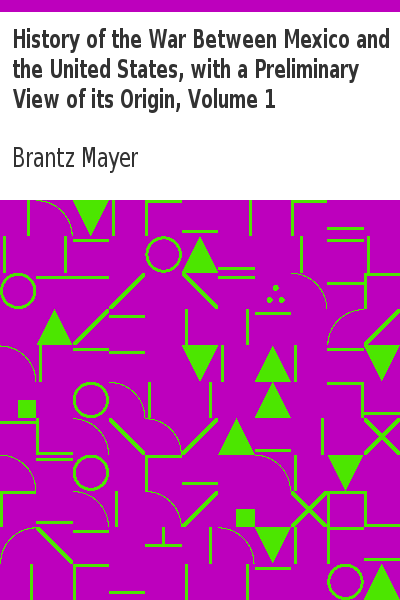 History of the War Between Mexico and
the United States, with a Preliminary
View of its Origin, Volume 1
Brantz Mayer